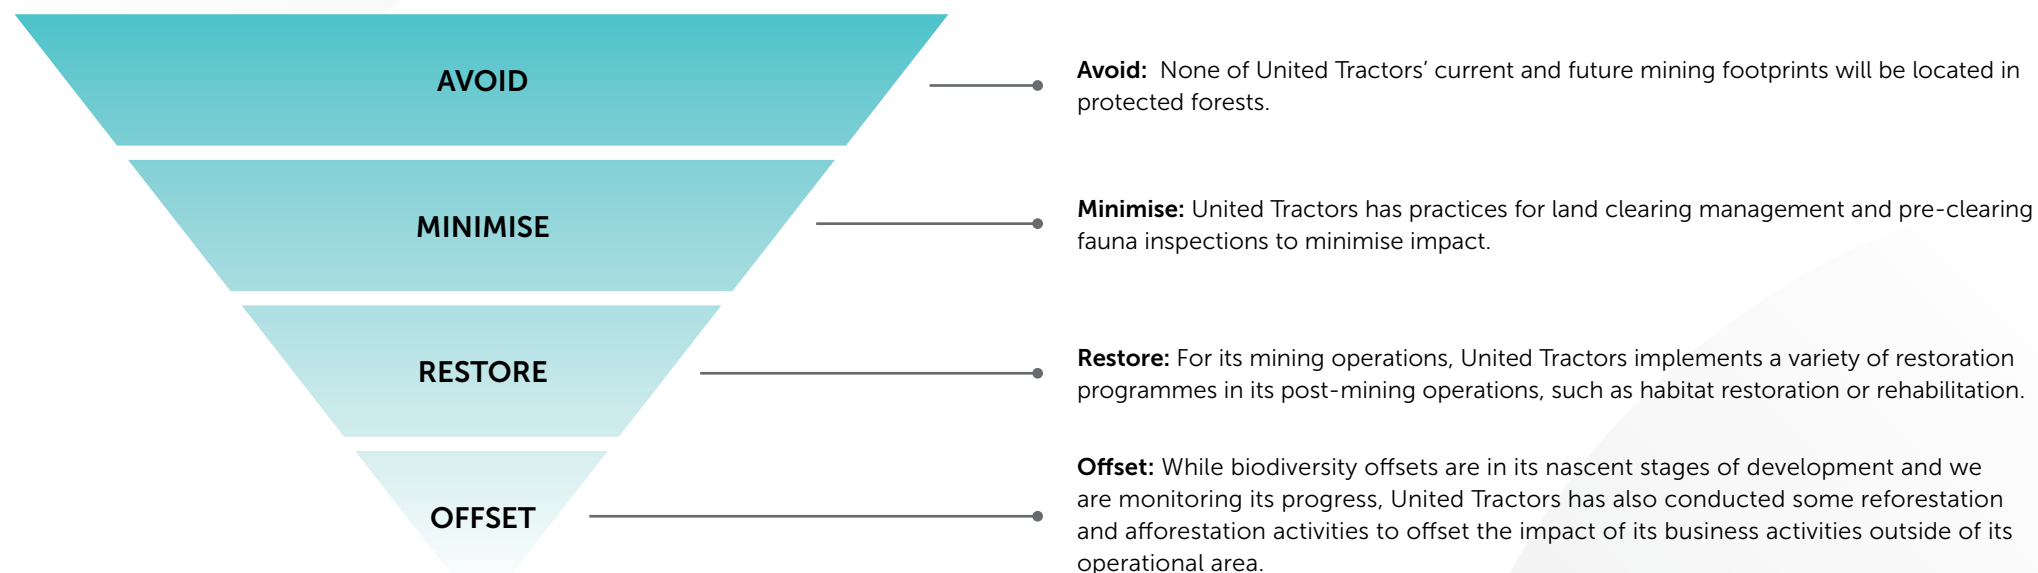 AVOID
Avoid: None of United Tractors’ current and future mining footprints will be located in
protected forests.
MINIMISE
Minimise: United Tractors has practices for land clearing management and pre-clearing
fauna inspections to minimise impact.
RESTORE
Restore: For its mining operations, United Tractors implements a variety of restoration
programmes in its post-mining operations, such as habitat restoration or rehabilitation.
OFFSET
Offset: While biodiversity offsets are in its nascent stages of development and we
are monitoring its progress, United Tractors has also conducted some reforestation
and afforestation activities to offset the impact of its business activities outside of its
operational area.